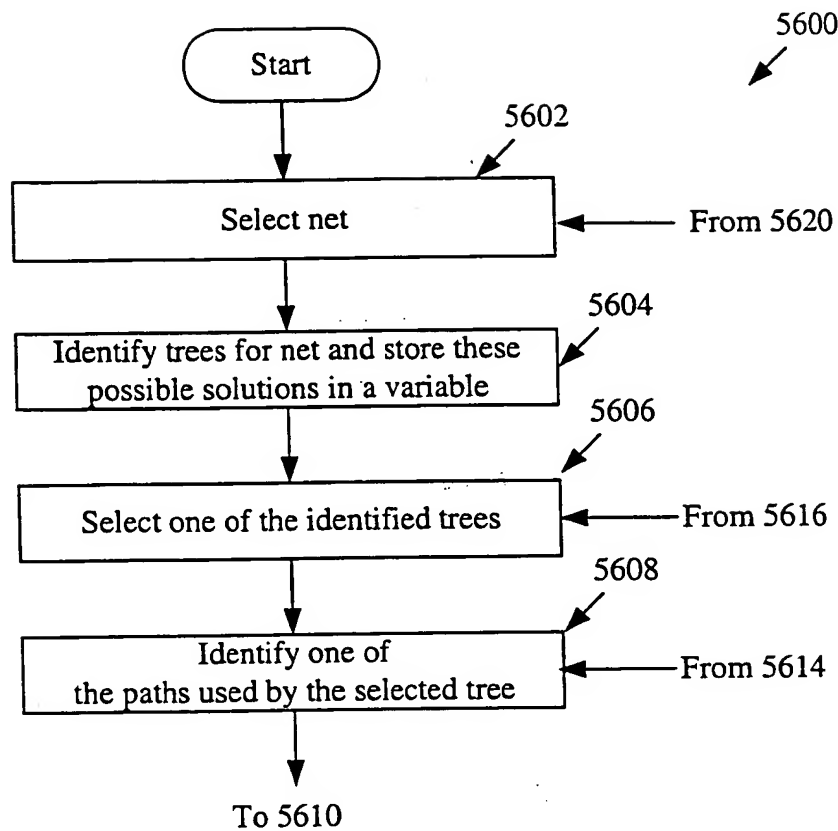 5600
Start
5602
Select net
From 5620
5604
Identify trees for net and store these
possible solutions in a variable
5606
Select one of the identified trees
From 5616
5608
Identify one of
the paths used by the selected tree
From 5614
To 5610